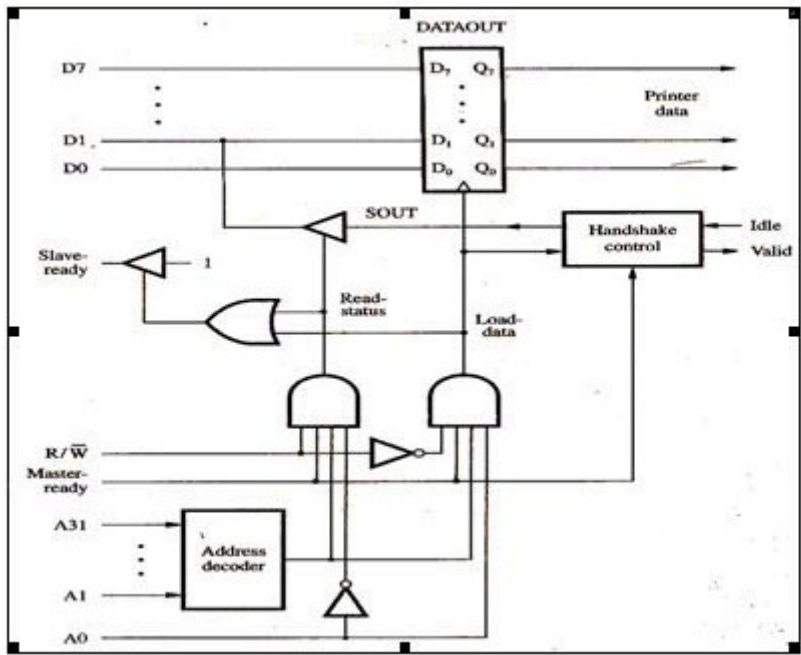 DATAOUT
D7 D₇ Q₇
Printer
data
D1 D₁ Q₁
D0 D₀ Q₀
SOUT
Handshake
control
Idle
Valid
Slave-
ready
1
Read-
status
Load-
data
R/W̅
Master-
ready
A31
Address
decoder
A1
A0